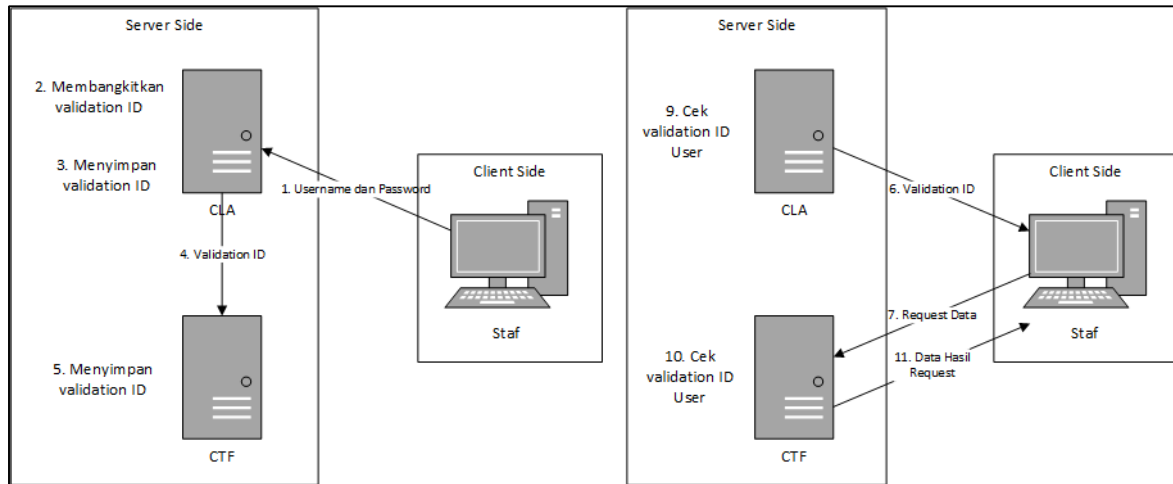 Server Side
2. Membangkitkan
validation ID
3. Menyimpan
validation ID
CLA
1. Username dan Password
Client Side
Staf
4. Validation ID
5. Menyimpan
validation ID
CTF
Server Side
9. Cek
validation ID
User
CLA
6. Validation ID
Client Side
Staf
7. Request Data
10. Cek
validation ID
User
11. Data Hasil
Request
CTF